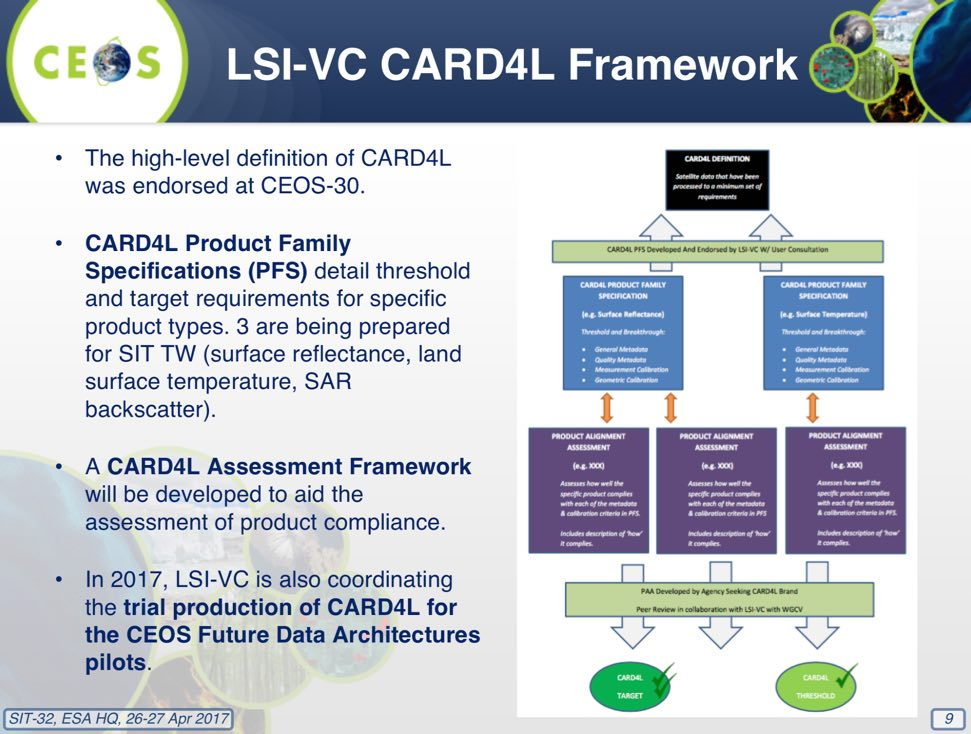 CEOS
LSI-VC CARD4L Framework
• The high-level definition of CARD4L
was endorsed at CEOS-30.
• CARD4L Product Family
Specifications (PFS) detail threshold
and target requirements for specific
product types. 3 are being prepared
for SIT TW (surface reflectance, land
surface temperature, SAR
backscatter).
• A CARD4L Assessment Framework
will be developed to aid the
assessment of product compliance.
• In 2017, LSI-VC is also coordinating
the trial production of CARD4L for
the CEOS Future Data Architectures
pilots.
CARD4L DEFINITION
Satellite data that have been
processed to a minimum set of
requirements
CARD4L PFS Developed And Endorsed by LSI-VC W/ User Consultation
CARD4L PRODUCT FAMILY
SPECIFICATION
(e.g. Surface Reflectance)
Threshold and Breakthrough:
• General Metadata
• Quality Metadata
• Measurement Calibration
• Geometric Calibration
CARD4L PRODUCT FAMILY
SPECIFICATION
(e.g. Surface Temperature)
Threshold and Breakthrough:
• General Metadata
• Quality Metadata
• Measurement Calibration
• Geometric Calibration
PRODUCT ALIGNMENT
ASSESSMENT
(e.g. XXX)
Assesses how well the
specific product complies
with each of the metadata
& calibration criteria in PFS.
Includes description of 'how'
it complies.
PRODUCT ALIGNMENT
ASSESSMENT
(e.g. XXX)
Assesses how well the
specific product complies
with each of the metadata
& calibration criteria in PFS
Includes description of 'how'
it complies.
PRODUCT ALIGNMENT
ASSESSMENT
(e.g. XXX)
Assesses how well the
specific product complies
with each of the metadata
& calibration criteria in PFS.
Includes description of 'how'
it complies.
PAA Developed by Agency Seeking CARD4L Brand
Peer Review in collaboration with LSI-VC with WGCV
CARD4L
TARGET
CARD4L
THRESHOLD
SIT-32, ESA HQ, 26-27 Apr 2017
9